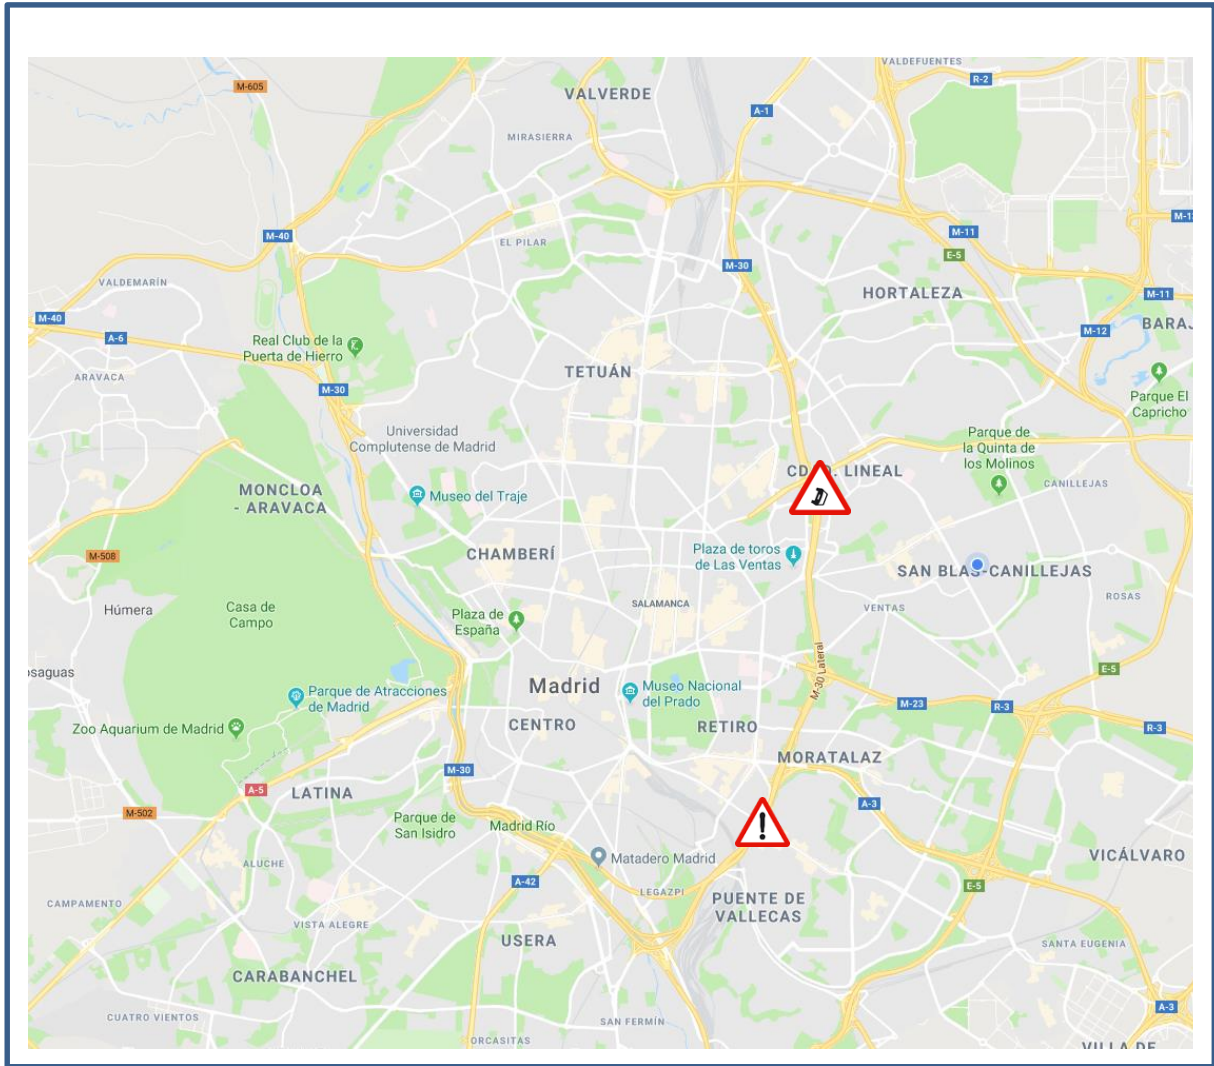 VALDEFUENTES
M-605
R-2
VALVERDE
A-1
MIRASIERRA
M-40
EL PILAR
M-11
E-5
M-30
VALDEMARÍN
HORTALEZA
M-11
M-40
A-6
Real Club de la
Puerta de Hierro
M-12
TETUÁN
ARAVACA
M-30
Parque El
Capricho
Universidad
Complutense de Madrid
Parque de
la Quinta de
los Molinos
LINEAL
CANILLEJAS
MONCLOA
- ARAVACA
Museo del Traje
CHAMBERÍ
Plaza de toros
de Las Ventas
M-508
SAN BLAS-CANILLEJAS
ROSAS
Húmera
Casa de
Campo
Plaza de
España
SALAMANCA
VENTAS
E-5
M-30 Lateral
Madrid
Parque de Atracciones
de Madrid
Museo Nacional
del Prado
M-23
R-3
Zoo Aquarium de Madrid
CENTRO
RETIRO
R-3
MORATALAZ
M-30
A-5
LATINA
M-502
Parque de
San Isidro
Madrid Río
A-3
!
ALUCHE
Matadero Madrid
VICÁLVARO
A-42
LEGAZPI
E-5
CAMPAMENTO
PUENTE DE
VALLECAS
VISTA ALEGRE
USERA
SANTA EUGENIA
CARABANCHEL
A-3
CUATRO VIENTOS
SAN FERMÍN
ORCASITAS
VILLA DE